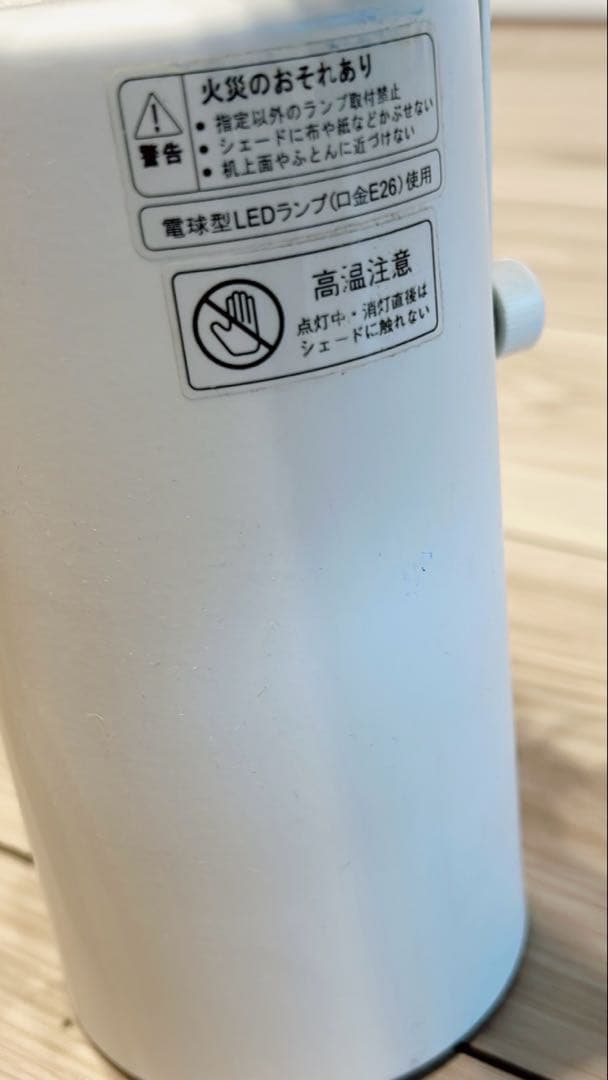 火災のおそれあり
警告
● 指定以外のランプ取付禁止
● シェードに布や紙などかぶせない
● 机上面やふとんに近づけない
電球型LEDランプ（口金E26）使用
高温注意
点灯中・消灯直後は
シェードに触れない